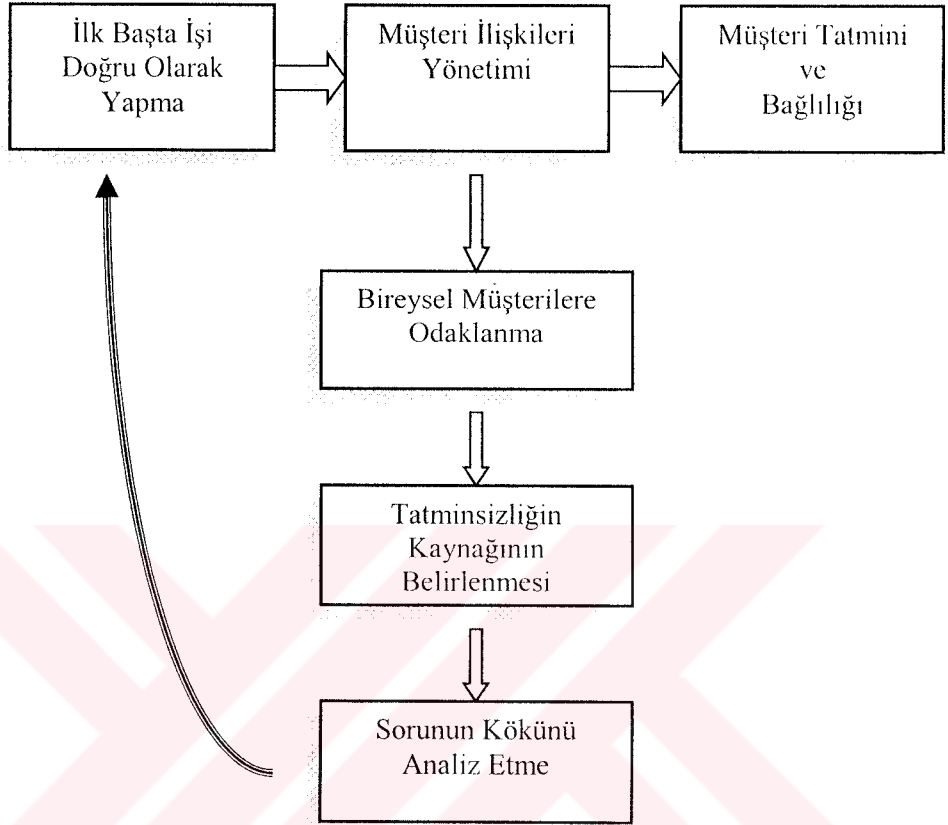 İlk Başta İşi
Doğru Olarak
Yapma
Müşteri İlişkileri
Yönetimi
Müşteri Tatmini
ve
Bağlılığı
Bireysel Müşterilere
Odaklanma
Tatminsizliğin
Kaynağının
Belirlenmesi
Sorunun Kökünü
Analiz Etme